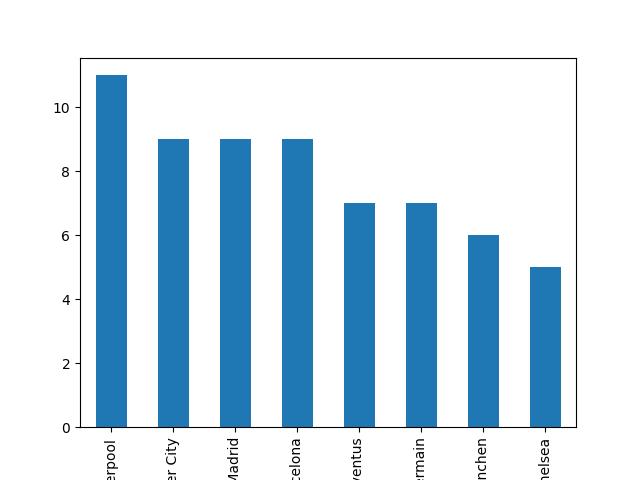 10
8
6
4
2
0
erpool
er City
Madrid
celona
ventus
ermain
nchen
helsea